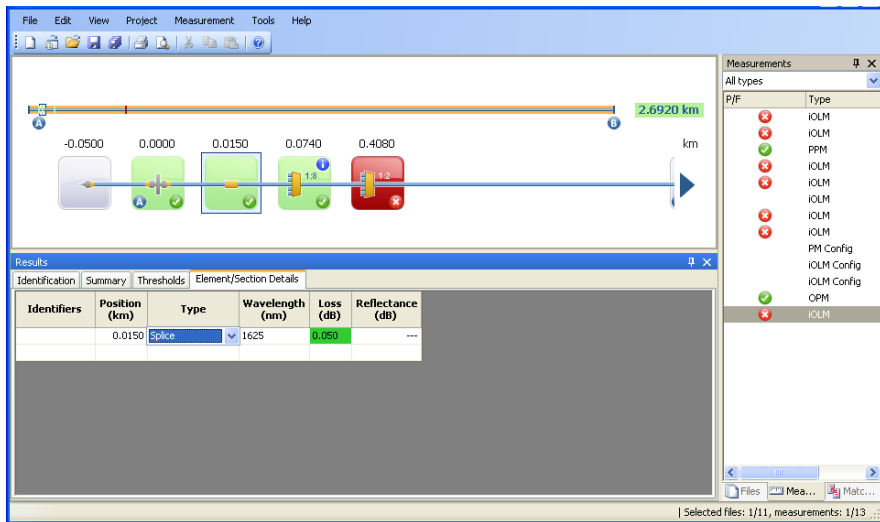 File Edit View Project Measurement Tools Help
2.6920 km
A B
-0.0500 0.0000 0.0150 0.0740 0.4080 km
1:8 1:2
A
Results
Identification Summary Thresholds Element/Section Details
Identifiers Position (km) Type Wavelength (nm) Loss (dB) Reflectance (dB)
0.0150 Splice 1625 0.050 ---
Measurements
All types
P/F Type
iOLM
iOLM
PPM
iOLM
iOLM
iOLM
iOLM
iOLM
PM Config
iOLM Config
iOLM Config
OPM
iOLM
Files Mea... Matc...
Selected files: 1/11, measurements: 1/13